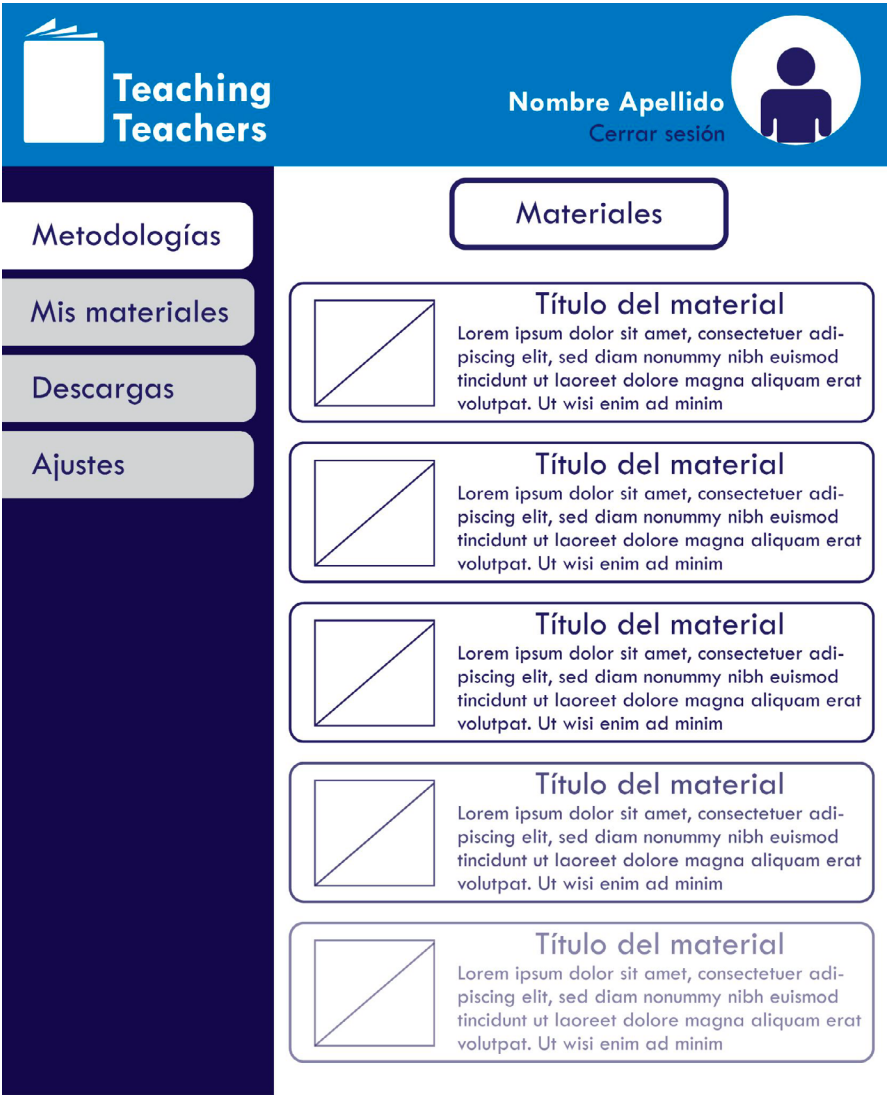 Teaching
Teachers
Nombre Apellido
Cerrar sesión
Metodologías
Mis materiales
Descargas
Ajustes
Materiales
Título del material
Lorem ipsum dolor sit amet, consectetuer adi-
piscing elit, sed diam nonummy nibh euismod
tincidunt ut laoreet dolore magna aliquam erat
volutpat. Ut wisi enim ad minim
Título del material
Lorem ipsum dolor sit amet, consectetuer adi-
piscing elit, sed diam nonummy nibh euismod
tincidunt ut laoreet dolore magna aliquam erat
volutpat. Ut wisi enim ad minim
Título del material
Lorem ipsum dolor sit amet, consectetuer adi-
piscing elit, sed diam nonummy nibh euismod
tincidunt ut laoreet dolore magna aliquam erat
volutpat. Ut wisi enim ad minim
Título del material
Lorem ipsum dolor sit amet, consectetuer adi-
piscing elit, sed diam nonummy nibh euismod
tincidunt ut laoreet dolore magna aliquam erat
volutpat. Ut wisi enim ad minim
Título del material
Lorem ipsum dolor sit amet, consectetuer adi-
piscing elit, sed diam nonummy nibh euismod
tincidunt ut laoreet dolore magna aliquam erat
volutpat. Ut wisi enim ad minim